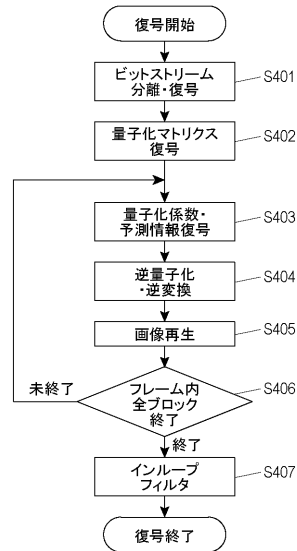 復号開始
ビットストリーム
分離・復号
S401
量子化マトリクス
復号
S402
量子化係数・
予測情報復号
S403
逆量子化
・逆変換
S404
画像再生
S405
未終了
フレーム内
全ブロック
終了
S406
終了
インループ
フィルタ
S407
復号終了